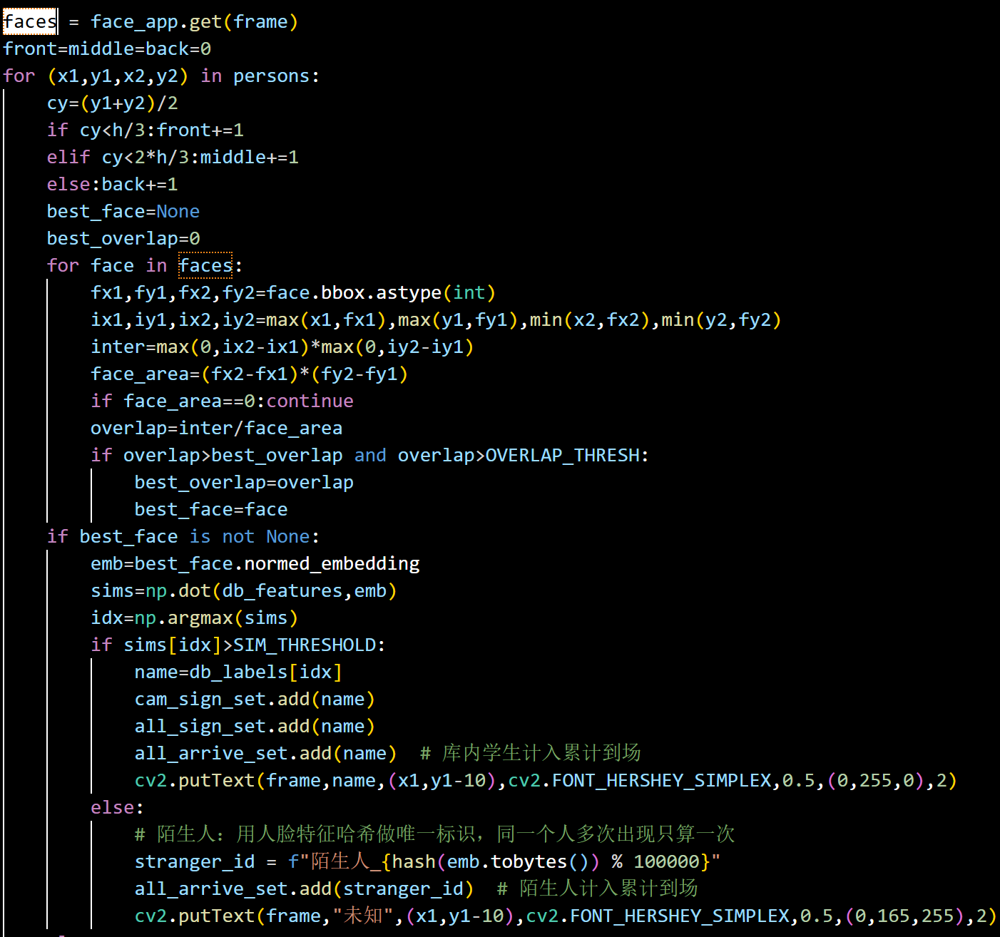 faces = face_app.get(frame)
front=middle=back=0
for (x1,y1,x2,y2) in persons:
    cy=(y1+y2)/2
    if cy<h/3:front+=1
    elif cy<2*h/3:middle+=1
    else:back+=1
    best_face=None
    best_overlap=0
    for face in faces:
        fx1,fy1,fx2,fy2=face.bbox.astype(int)
        ix1,iy1,ix2,iy2=max(x1,fx1),max(y1,fy1),min(x2,fx2),min(y2,fy2)
        inter=max(0,ix2-ix1)*max(0,iy2-iy1)
        face_area=(fx2-fx1)*(fy2-fy1)
        if face_area==0:continue
        overlap=inter/face_area
        if overlap>best_overlap and overlap>OVERLAP_THRESH:
            best_overlap=overlap
            best_face=face
    if best_face is not None:
        emb=best_face.normed_embedding
        sims=np.dot(db_features,emb)
        idx=np.argmax(sims)
        if sims[idx]>SIM_THRESHOLD:
            name=db_labels[idx]
            cam_sign_set.add(name)
            all_sign_set.add(name)
            all_arrive_set.add(name)  # 库内学生计入累计到场
            cv2.putText(frame,name,(x1,y1-10),cv2.FONT_HERSHEY_SIMPLEX,0.5,(0,255,0),2)
        else:
            # 陌生人：用人脸特征哈希做唯一标识，同一个人多次出现只算一次
            stranger_id = f"陌生人_{hash(emb.tobytes()) % 100000}"
            all_arrive_set.add(stranger_id)  # 陌生人计入累计到场
            cv2.putText(frame,"未知",(x1,y1-10),cv2.FONT_HERSHEY_SIMPLEX,0.5,(0,165,255),2)